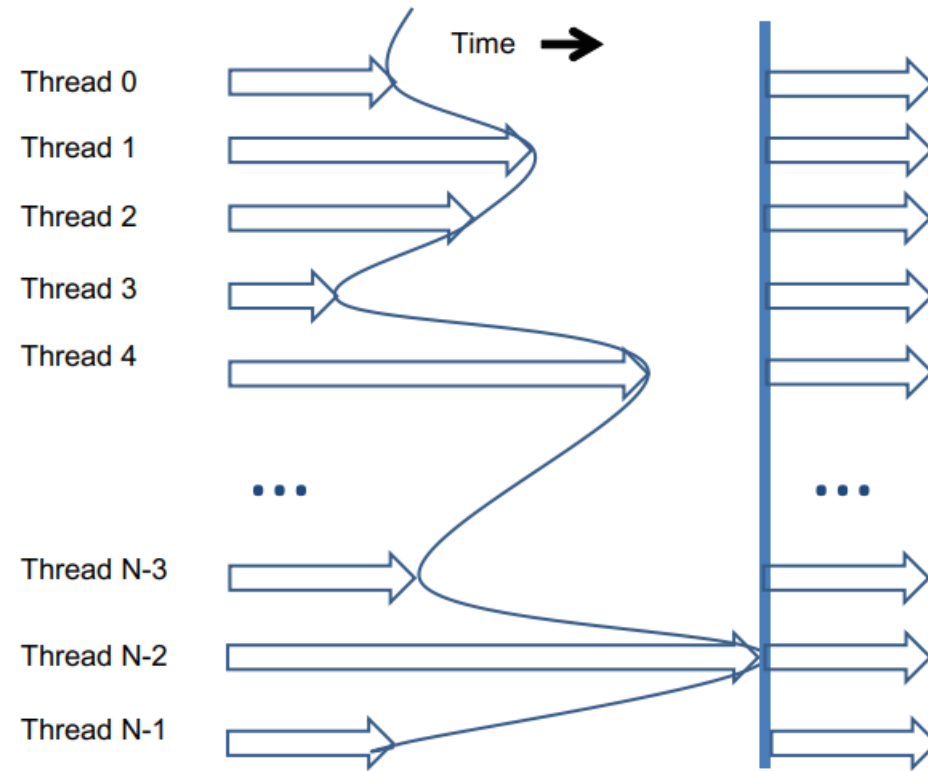 Time
Thread 0
Thread 1
Thread 2
Thread 3
Thread 4
... ...
Thread N-3
Thread N-2
Thread N-1